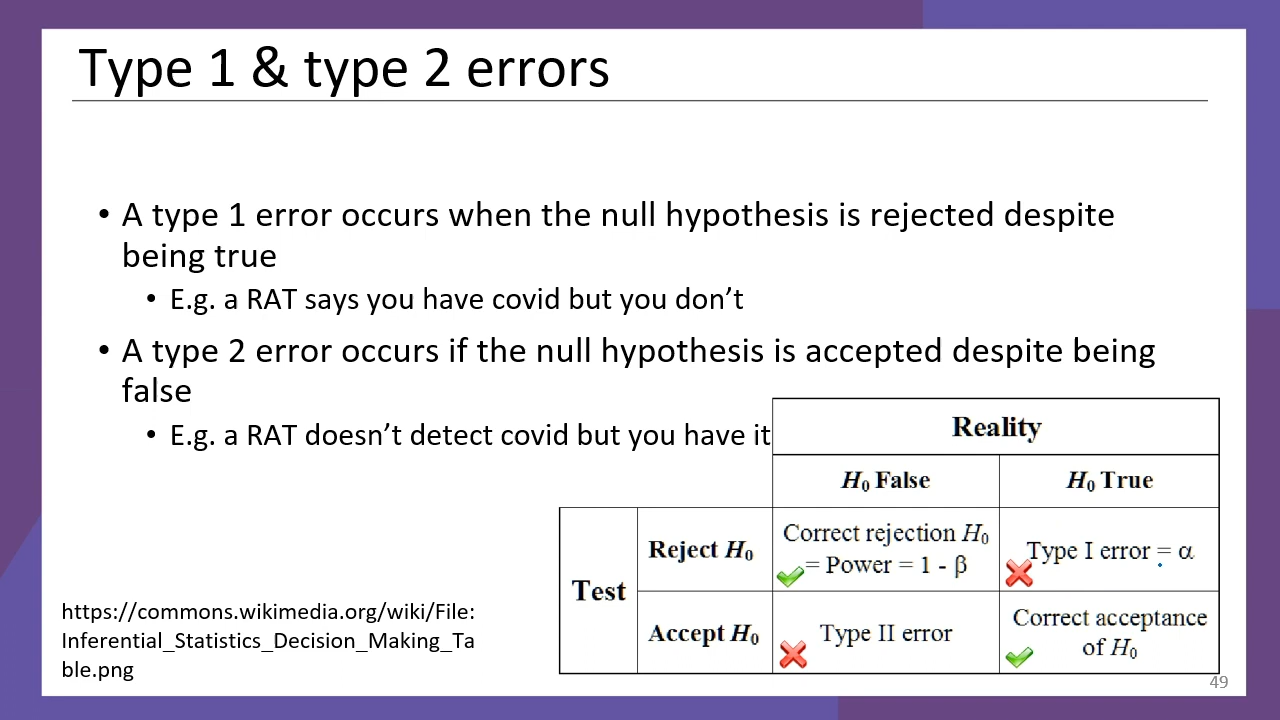 Type 1 & type 2 errors
• A type 1 error occurs when the null hypothesis is rejected despite
being true
• E.g. a RAT says you have covid but you don’t
• A type 2 error occurs if the null hypothesis is accepted despite being
false
• E.g. a RAT doesn’t detect covid but you have it
Reality
H₀ False
H₀ True
Test
Reject H₀
Correct rejection H₀
= Power = 1 - β
Type I error = α
Accept H₀
Type II error
Correct acceptance
of H₀
https://commons.wikimedia.org/wiki/File:
Inferential_Statistics_Decision_Making_Ta
ble.png
49